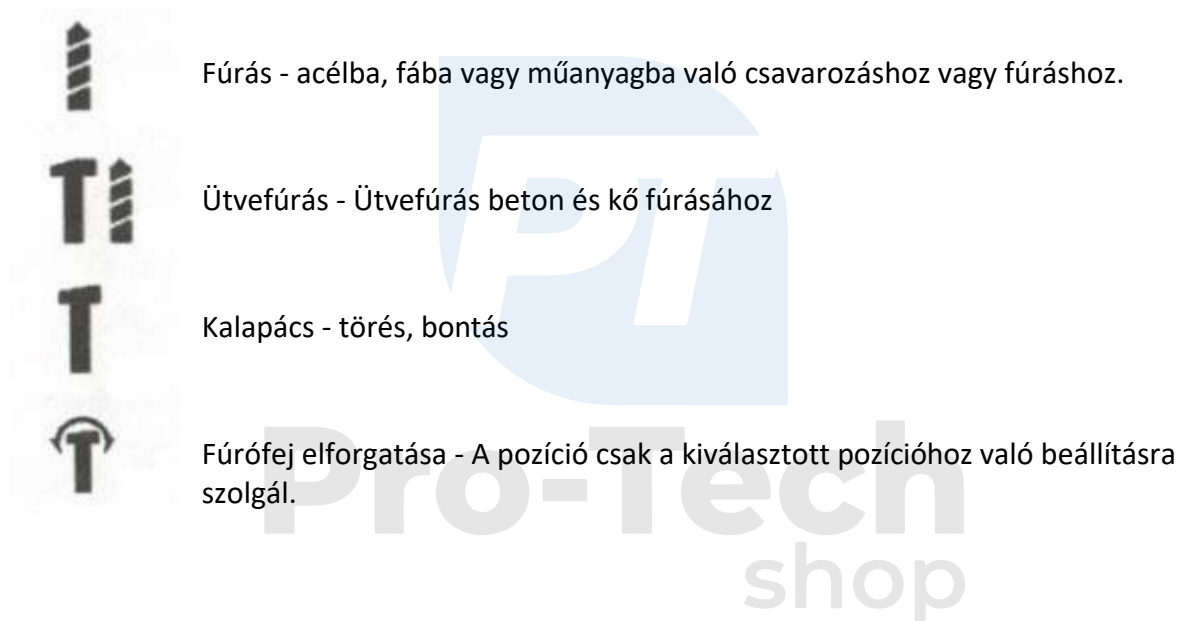 Fúrás - acélba, fába vagy műanyagba való csavarozáshoz vagy fúráshoz.
Ütvefúrás - Ütvefúrás beton és kő fúrásához
Kalapács - törés, bontás
Fúrófej elforgatása - A pozíció csak a kiválasztott pozícióhoz való beállításra
szolgál.
PT
Pro-Tech
shop